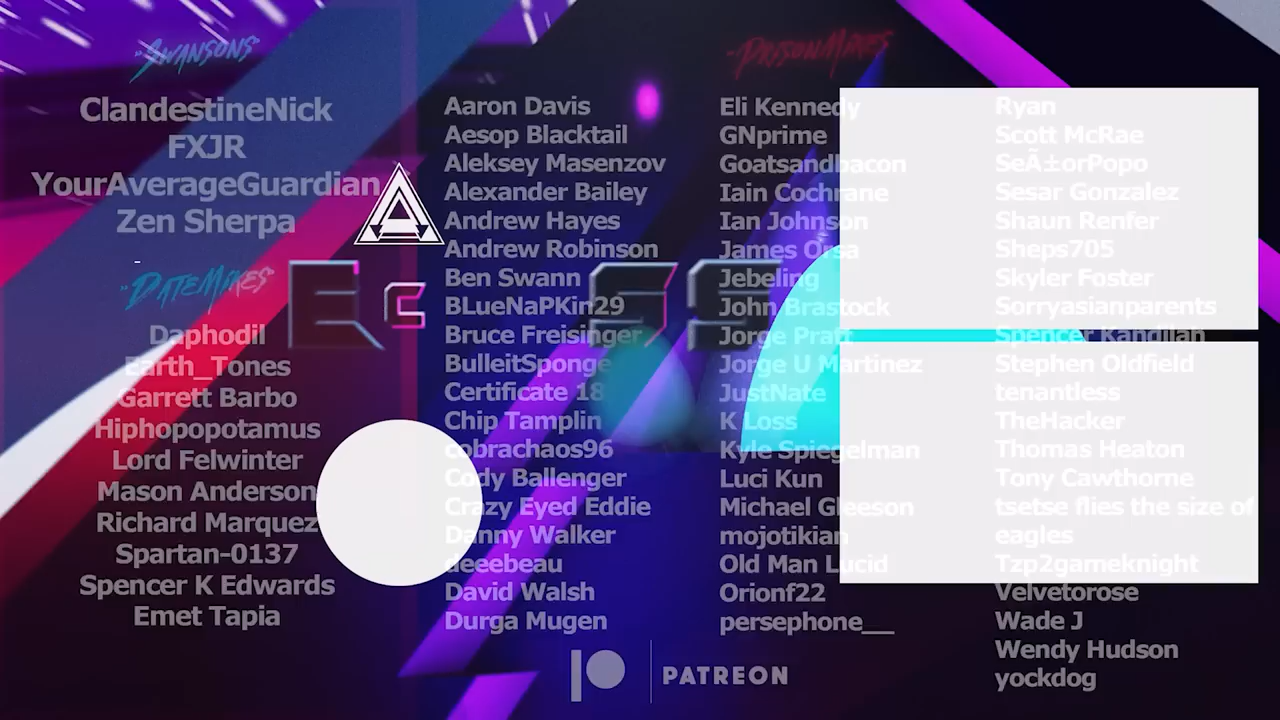 "Swansons"
ClandestineNick
FXJR
YourAverageGuardian
Zen Sherpa
"DateMikes"
Daphodil
Earth_Tones
Garrett Barbo
Hiphopopotamus
Lord Felwinter
Mason Anderson
Richard Marquez
Spartan-0137
Spencer K Edwards
Emet Tapia
Aaron Davis
Aesop Blacktail
Aleksey Masenzov
Alexander Bailey
Andrew Hayes
Andrew Robinson
Ben Swann
BLueNaPKin29
Bruce Freisinger
BulleitSponge
Certificate 18
Chip Tamplin
cobrachaos96
Cody Ballenger
Crazy Eyed Eddie
Danny Walker
deeebeau
David Walsh
Durga Mugen
"PrisonMikes"
Eli Kennedy
GNprime
Goatsandbacon
Iain Cochrane
Ian Johnson
James Orsa
Jebeling
John Brastock
Jorge Pratt
Jorge U Martinez
JustNate
K Loss
Kyle Spiegelman
Luci Kun
Michael Gleeson
mojotikian
Old Man Lucid
Orionf22
persephone__
Ryan
Scott McRae
SeÃ±orPopo
Sesar Gonzalez
Shaun Renfer
Sheps705
Skyler Foster
Sorryasianparents
Spencer Kandilah
Stephen Oldfield
tenantless
TheHacker
Thomas Heaton
Tony Cawthorne
tsetse flies the size of
eagles
Tzp2gameknight
Velvetorose
Wade J
Wendy Hudson
yockdog
PATREON